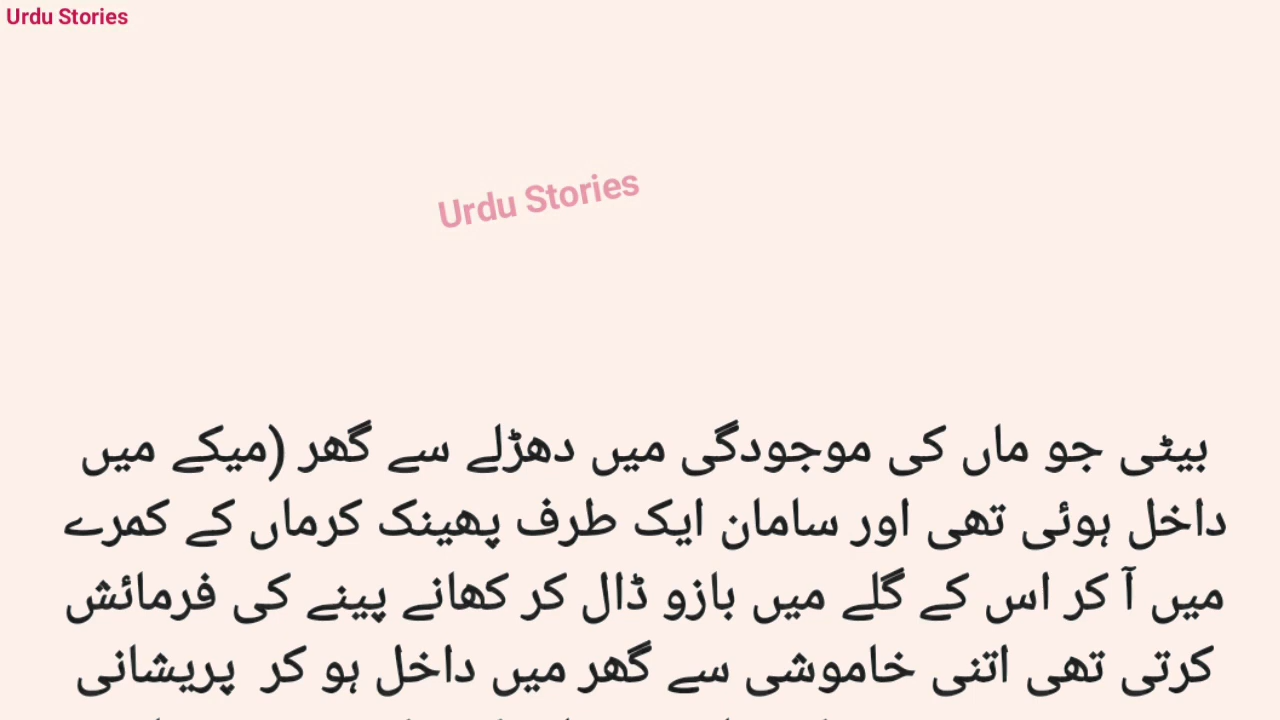 Urdu Stories
Urdu Stories
بیٹی جو ماں کی موجودگی میں دھڑلے سے گھر (میکے میں
داخل ہوئی تھی اور سامان ایک طرف پھینک کرماں کے کمرے
میں آ کر اس کے گلے میں بازو ڈال کر کھانے پینے کی فرمائش
کرتی تھی اتنی خاموشی سے گھر میں داخل ہو کر پریشانی